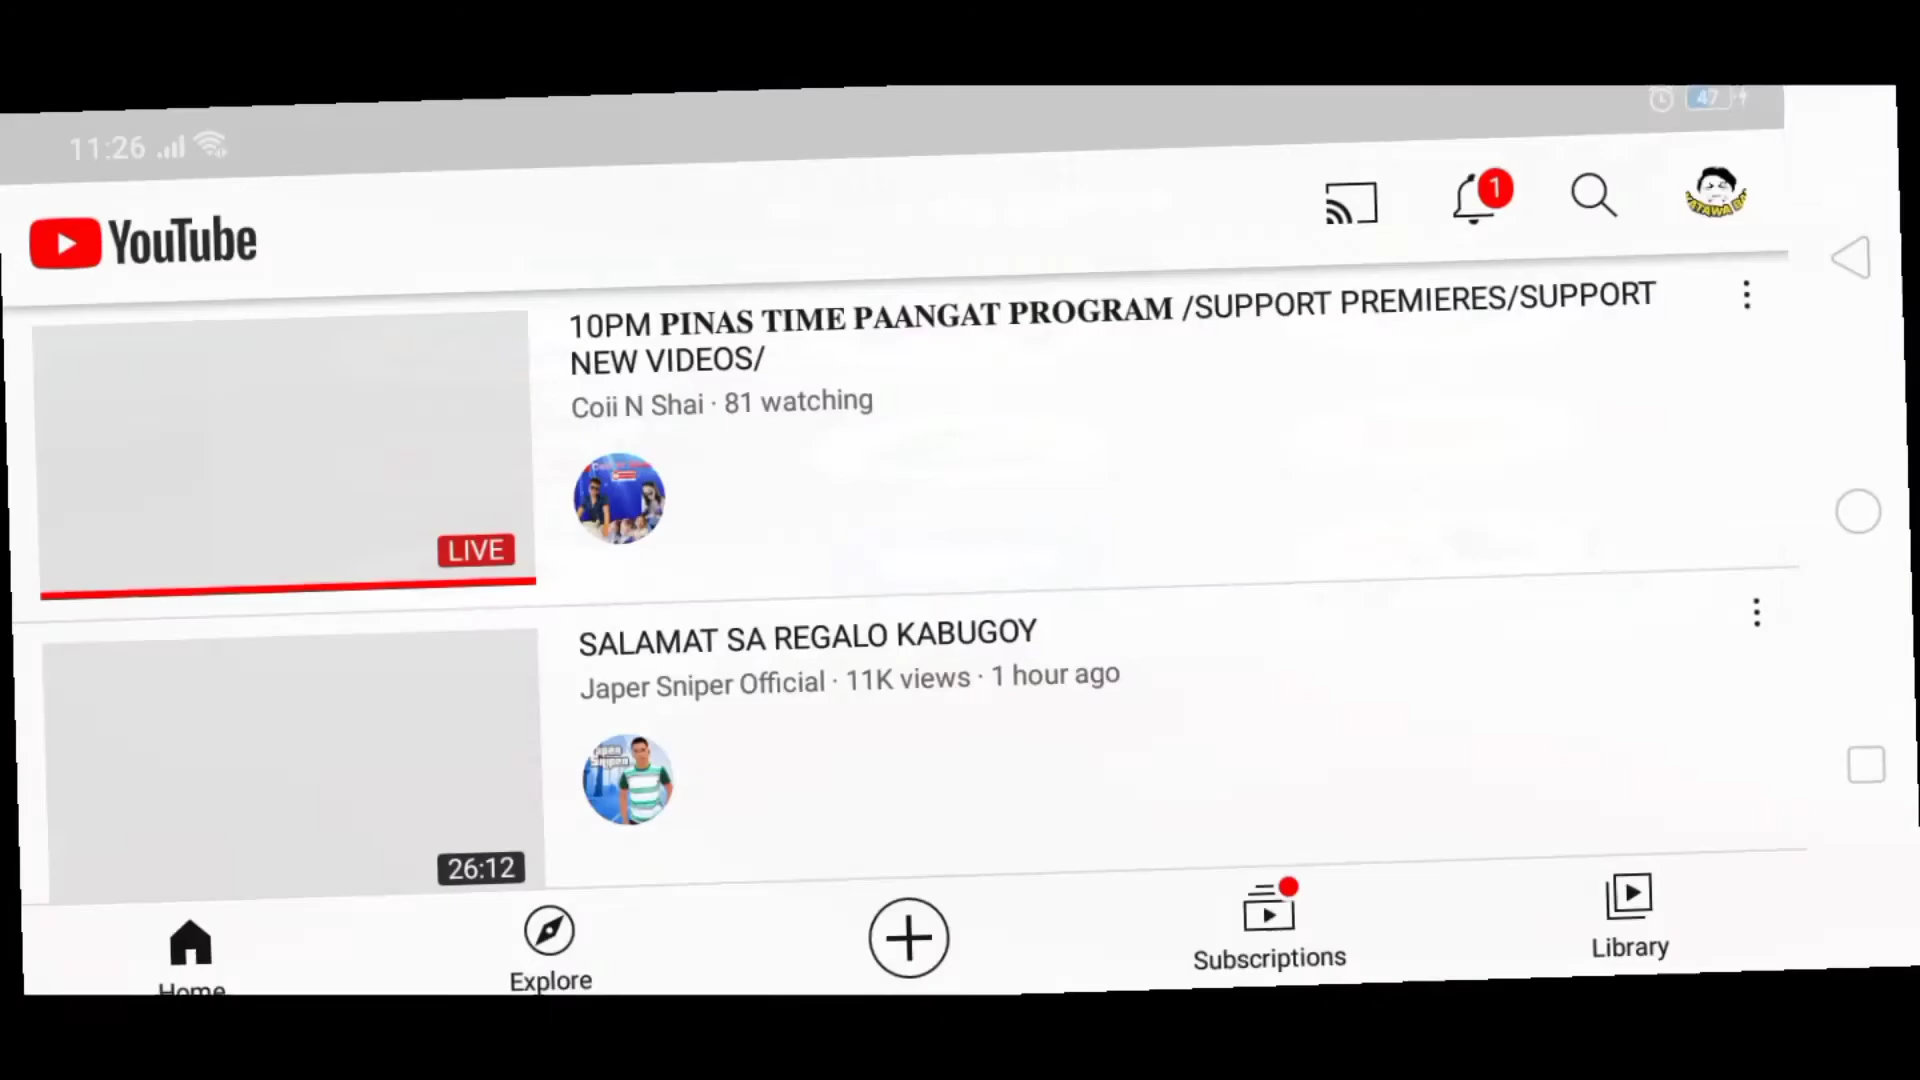 11:26
47
YouTube
1
10PM PINAS TIME PAANGAT PROGRAM /SUPPORT PREMIERES/SUPPORT
NEW VIDEOS/
Coii N Shai · 81 watching
LIVE
SALAMAT SA REGALO KABUGOY
Japer Sniper Official · 11K views · 1 hour ago
26:12
Home
Explore
Subscriptions
Library